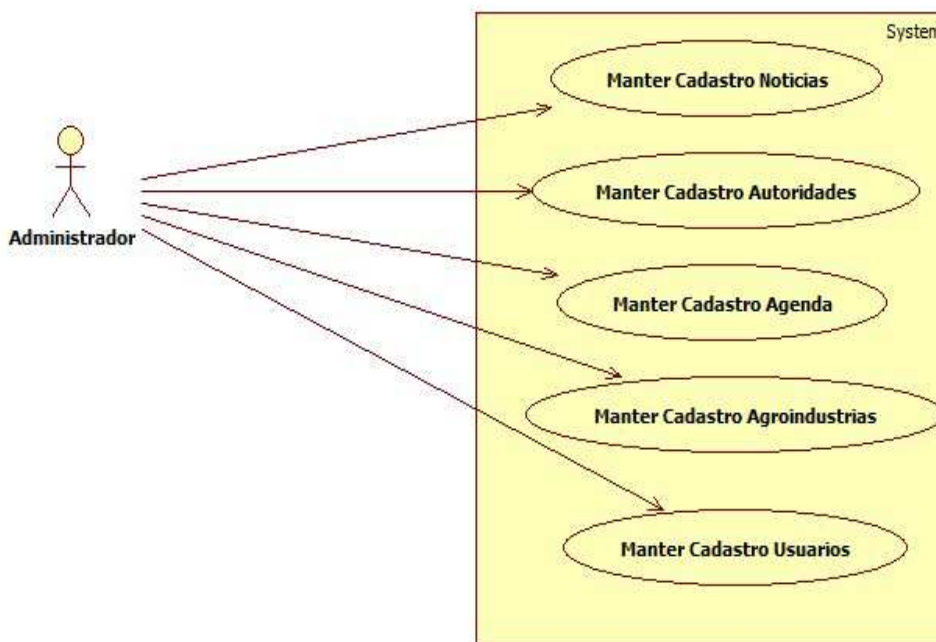 System
Manter Cadastro Noticias
Manter Cadastro Autoridades
Administrador
Manter Cadastro Agenda
Manter Cadastro Agroindustrias
Manter Cadastro Usuarios